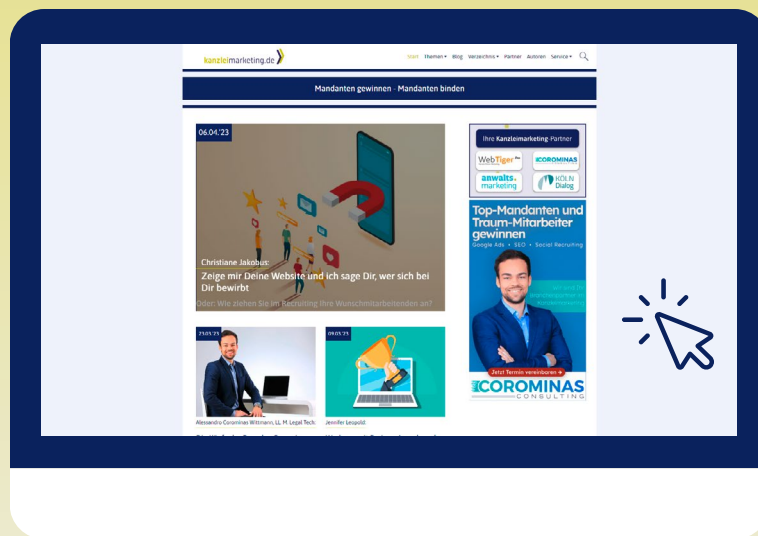 kanzleimarketing.de
Start Themen Blog Verzeichnis Partner Autoren Service
Mandanten gewinnen - Mandanten binden
06.04.'23
Christiane Jakobus:
Zeige mir Deine Website und ich sage Dir, wer sich bei
Dir bewirbt
Oder: Wie ziehen Sie im Recruiting Ihre Wunschmitarbeitenden an?
23.03.'23
Alessandro Corominas Wittmann, LL. M. Legal Tech:
09.03.'23
Jennifer Leopold:
Ihre Kanzleimarketing-Partner
WebTiger
COROMINAS
anwalts.
marketing
KÖLN
Dialog
Top-Mandanten und
Traum-Mitarbeiter
gewinnen
Google Ads • SEO • Social Recruiting
Jetzt Termin vereinbaren
COROMINAS
CONSULTING